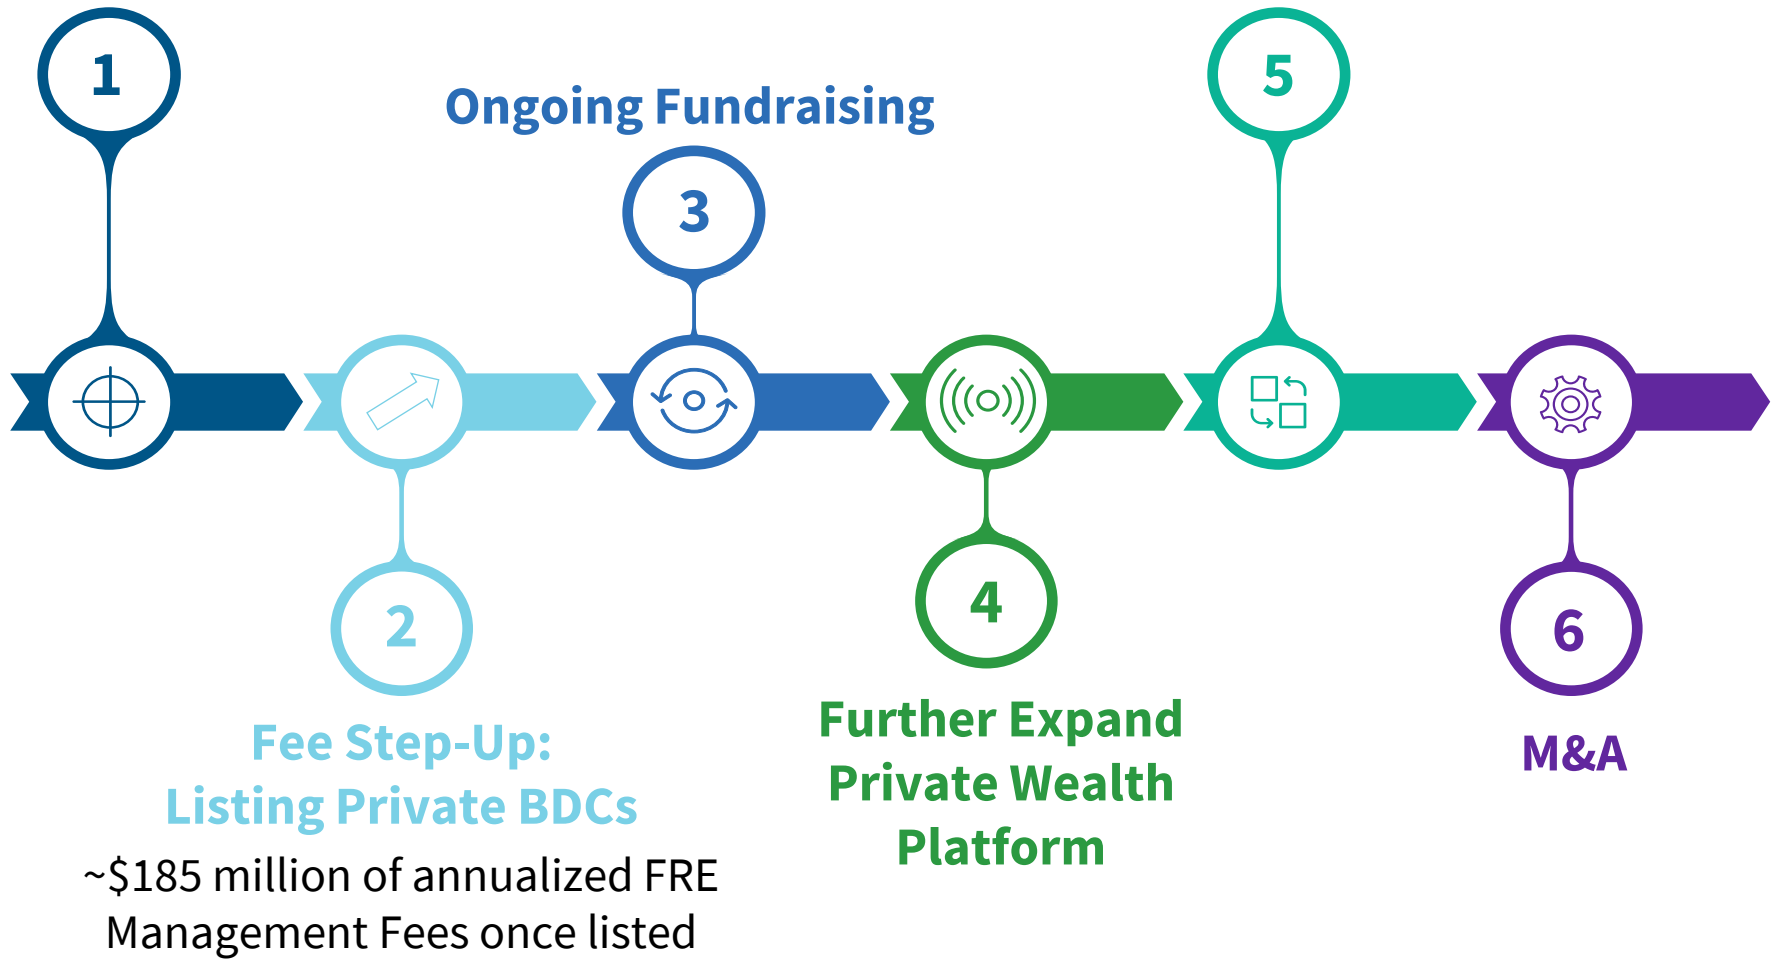 1
2
Fee Step-Up:
Listing Private BDCs
~$185 million of annualized FRE
Management Fees once listed
Ongoing Fundraising
3
4
Further Expand
Private Wealth
Platform
5
6
M&A